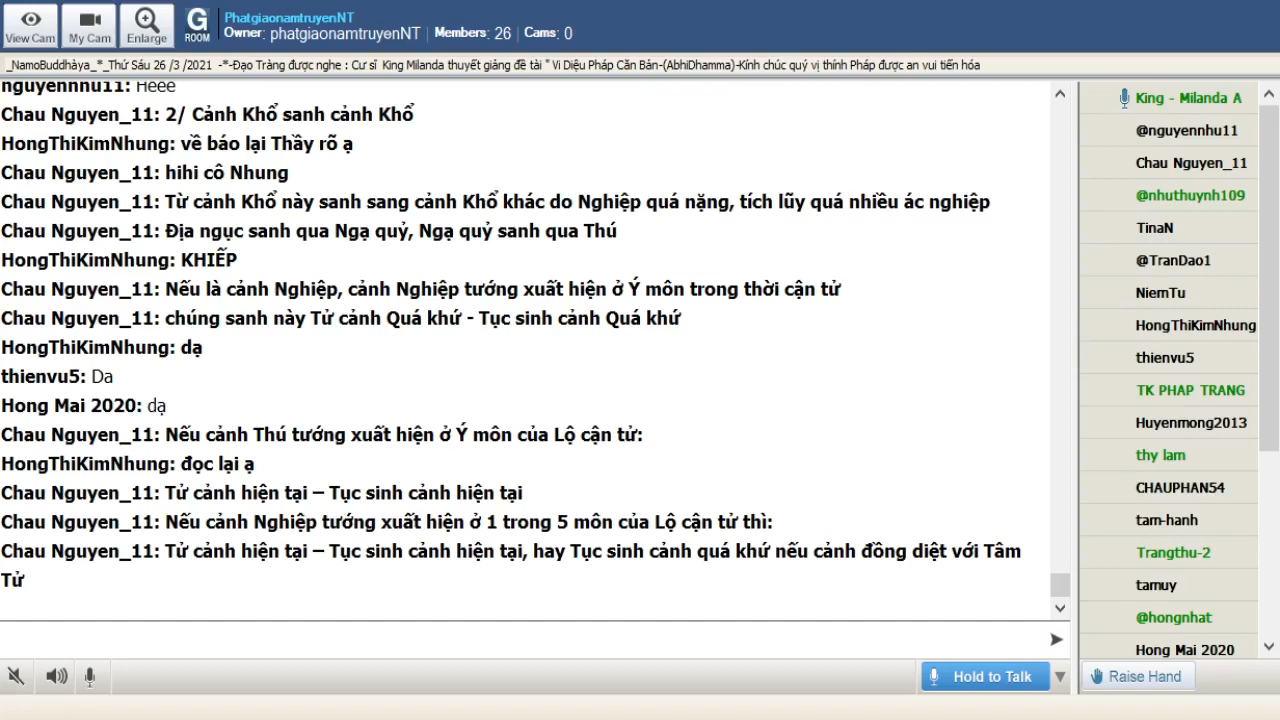 View Cam
My Cam
Enlarge
G
ROOM
PhatgiaonamtruyenNT
Owner: phatgiaonamtruyenNT | Members: 26 | Cams: 0
_NamoBuddhàya_*_Thứ Sáu 26 /3 /2021 -*-Đạo Tràng được nghe : Cư sĩ King Milanda thuyết giảng đề tài " Vi Diệu Pháp Căn Bản-(AbhiDhamma)-Kính chúc quý vị thính Pháp được an vui tiến hóa
nguyennhu11: Heee
Chau Nguyen_11: 2/ Cảnh Khổ sanh cảnh Khổ
HongThiKimNhung: về báo lại Thầy rõ ạ
Chau Nguyen_11: hihi cô Nhung
Chau Nguyen_11: Từ cảnh Khổ này sanh sang cảnh Khổ khác do Nghiệp quá nặng, tích lũy quá nhiều ác nghiệp
Chau Nguyen_11: Địa ngục sanh qua Ngạ quỷ, Ngạ quỷ sanh qua Thú
HongThiKimNhung: KHIẾP
Chau Nguyen_11: Nếu là cảnh Nghiệp, cảnh Nghiệp tướng xuất hiện ở Ý môn trong thời cận tử
Chau Nguyen_11: chúng sanh này Tử cảnh Quá khứ - Tục sinh cảnh Quá khứ
HongThiKimNhung: dạ
thienvu5: Da
Hong Mai 2020: dạ
Chau Nguyen_11: Nếu cảnh Thú tướng xuất hiện ở Ý môn của Lộ cận tử:
HongThiKimNhung: đọc lại ạ
Chau Nguyen_11: Tử cảnh hiện tại – Tục sinh cảnh hiện tại
Chau Nguyen_11: Nếu cảnh Nghiệp tướng xuất hiện ở 1 trong 5 môn của Lộ cận tử thì:
Chau Nguyen_11: Tử cảnh hiện tại – Tục sinh cảnh hiện tại, hay Tục sinh cảnh quá khứ nếu cảnh đồng diệt với Tâm
Tử
King - Milanda A
@nguyennhu11
Chau Nguyen_11
@nhuthuynh109
TinaN
@TranDao1
NiemTu
HongThiKimNhung
thienvu5
TK PHAP TRANG
Huyenmong2013
thy lam
CHAUPHAN54
tam-hanh
Trangthu-2
tamuy
@hongnhat
Hong Mai 2020
Hold to Talk
Raise Hand